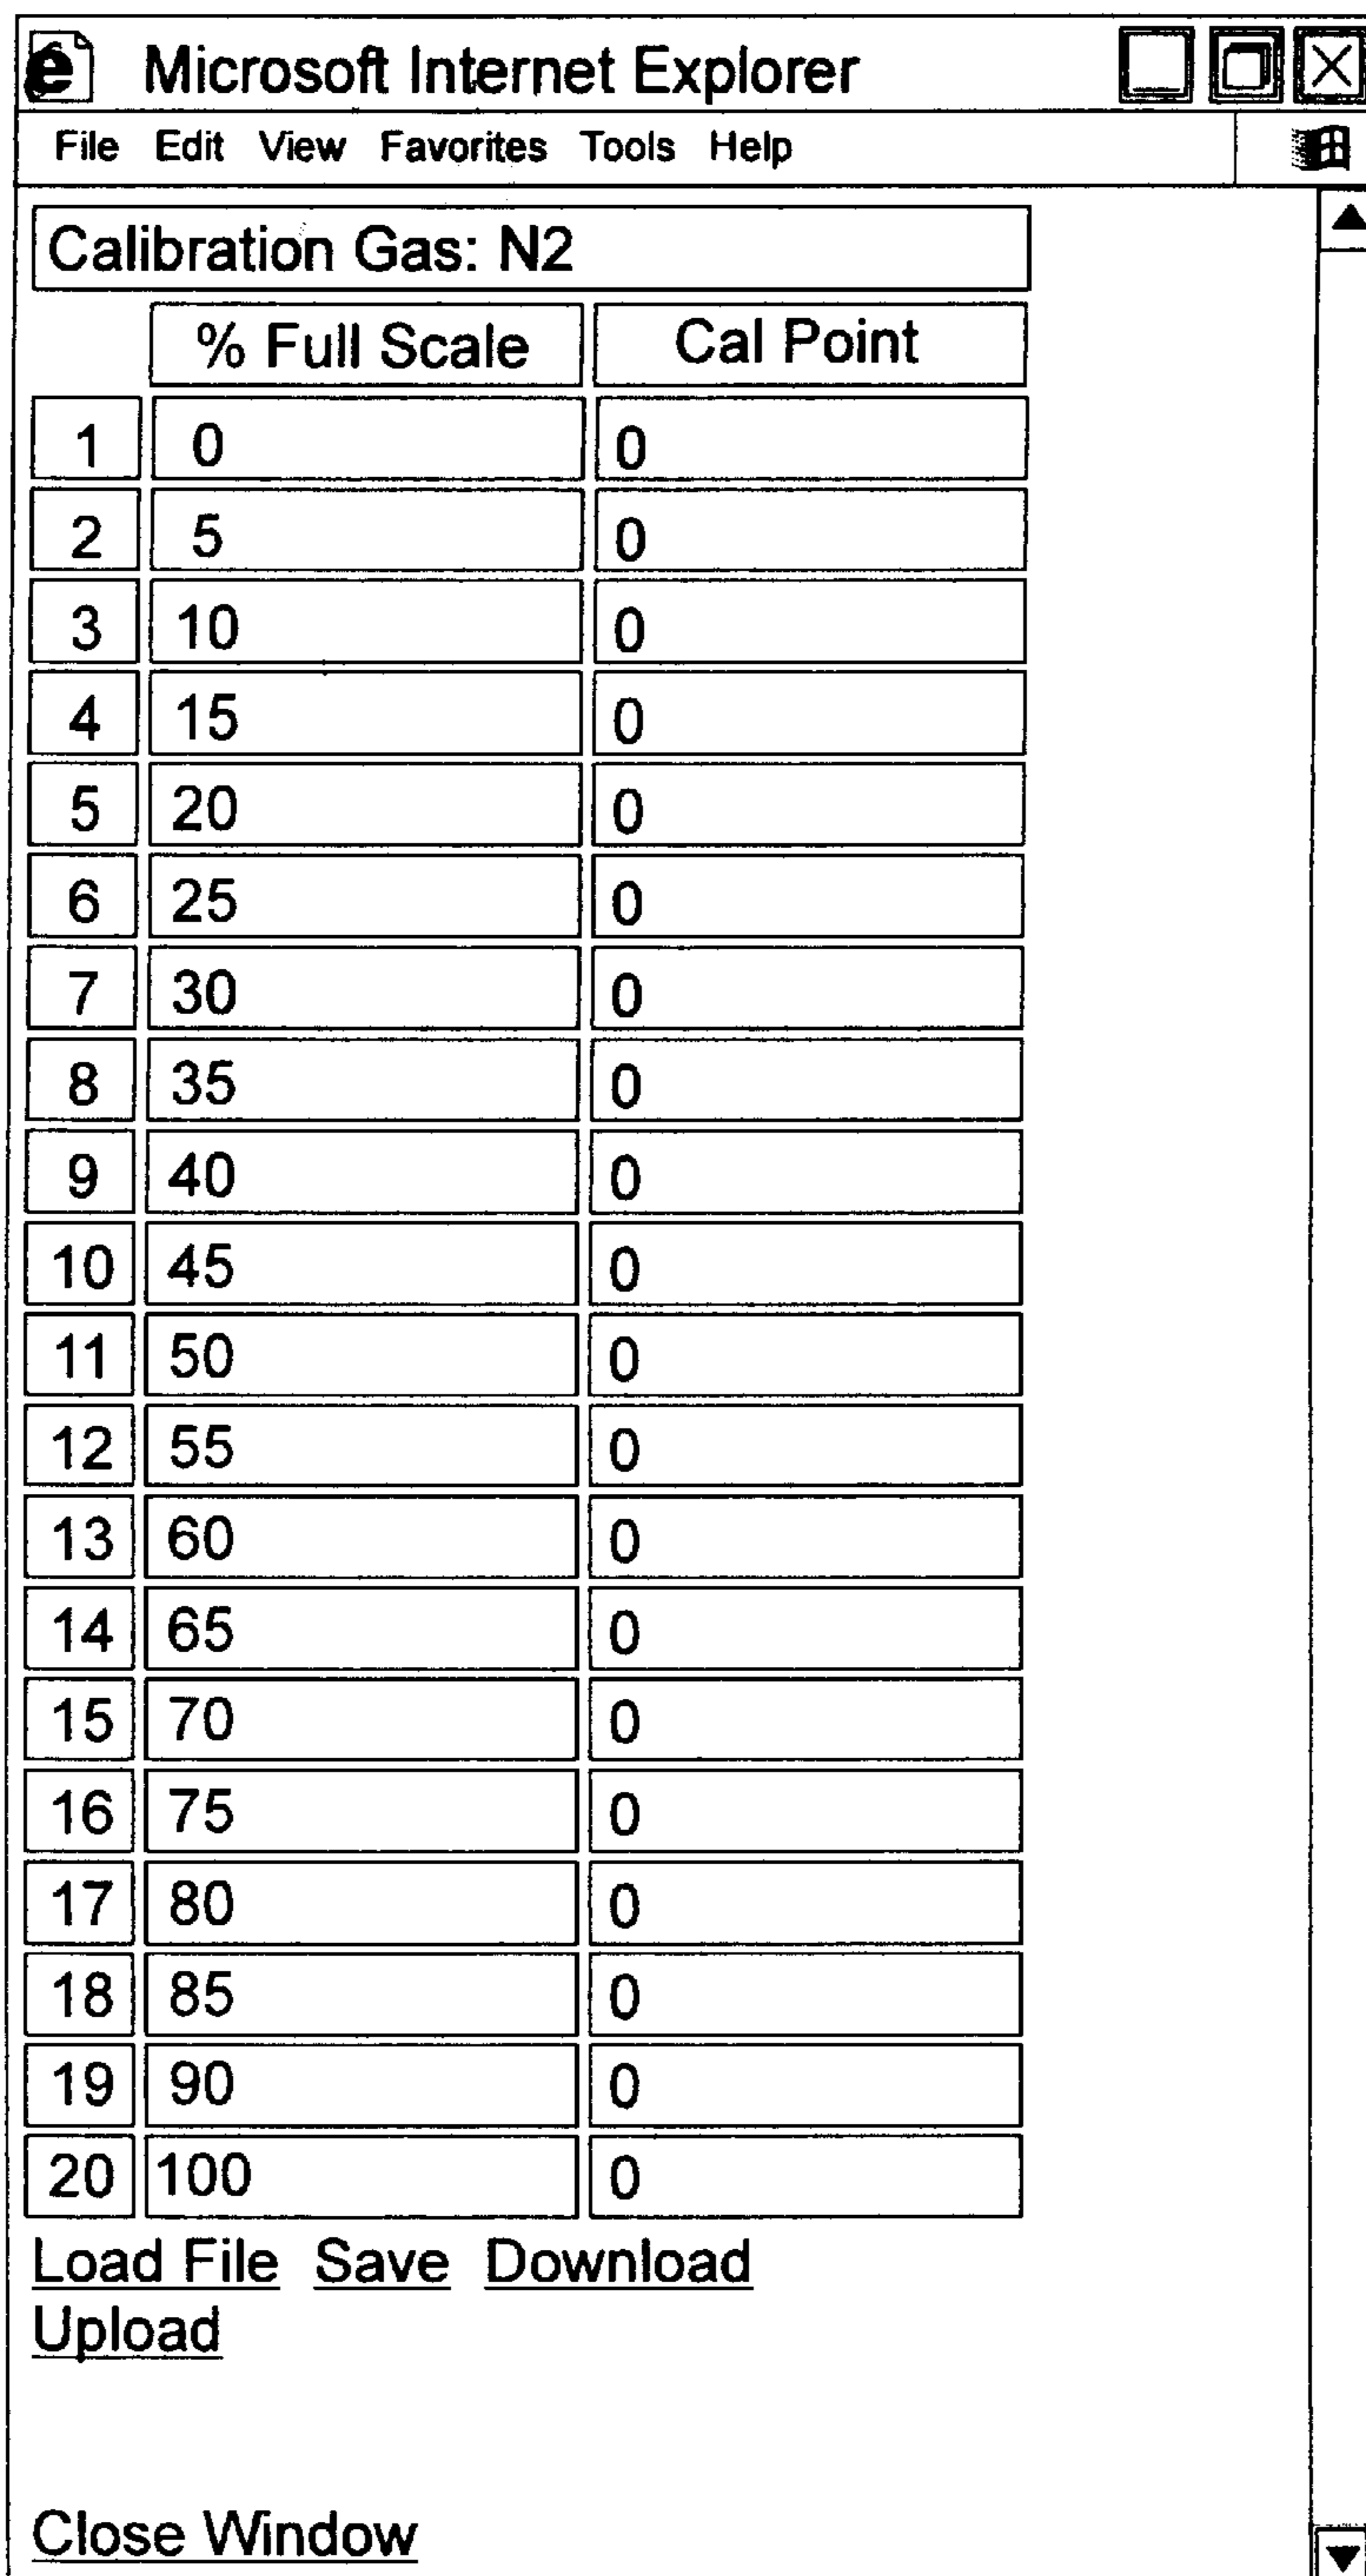 Microsoft Internet Explorer
File Edit View Favorites Tools Help
Calibration Gas: N2
% Full Scale Cal Point
1 0 0
2 5 0
3 10 0
4 15 0
5 20 0
6 25 0
7 30 0
8 35 0
9 40 0
10 45 0
11 50 0
12 55 0
13 60 0
14 65 0
15 70 0
16 75 0
17 80 0
18 85 0
19 90 0
20 100 0
Load File Save Download
Upload
Close Window